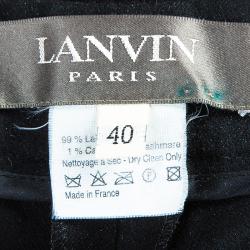 LANVIN
PARIS
40
99 % La
1 % Ca ashmere
Nettoyage à Sec - Dry Clean Only
Made in France